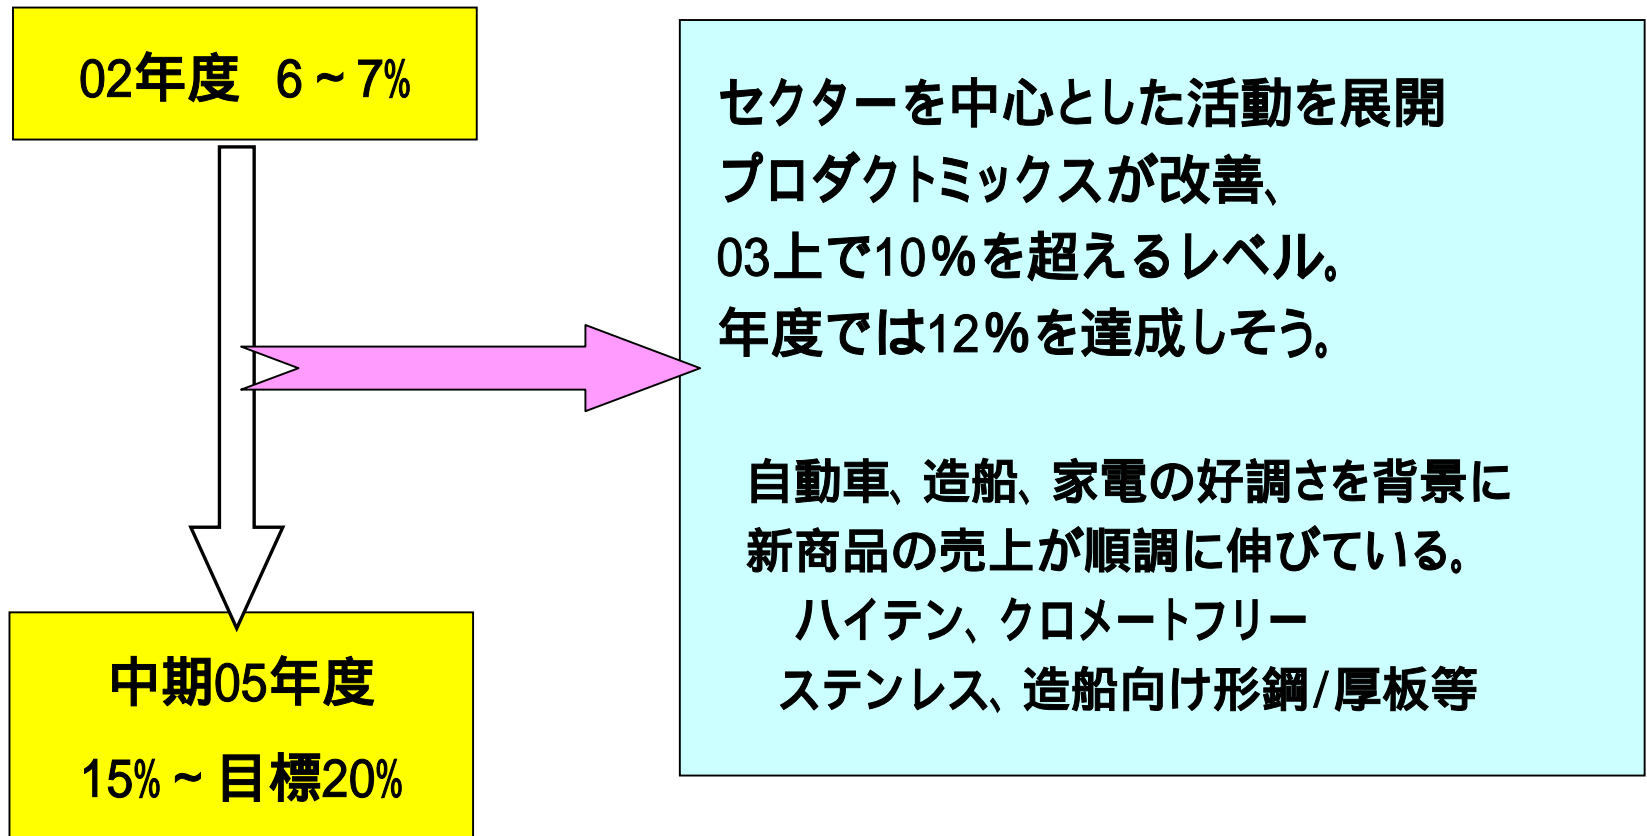 02年度 6~7%
セクターを中心とした活動を展開
プロダクトミックスが改善、
03上で10%を超えるレベル。
年度では12%を達成しそう。
自動車、造船、家電の好調さを背景に
新商品の売上が順調に伸びている。
ハイテン、クロメートフリー
ステンレス、造船向け形鋼/厚板等
中期05年度
15%~目標20%